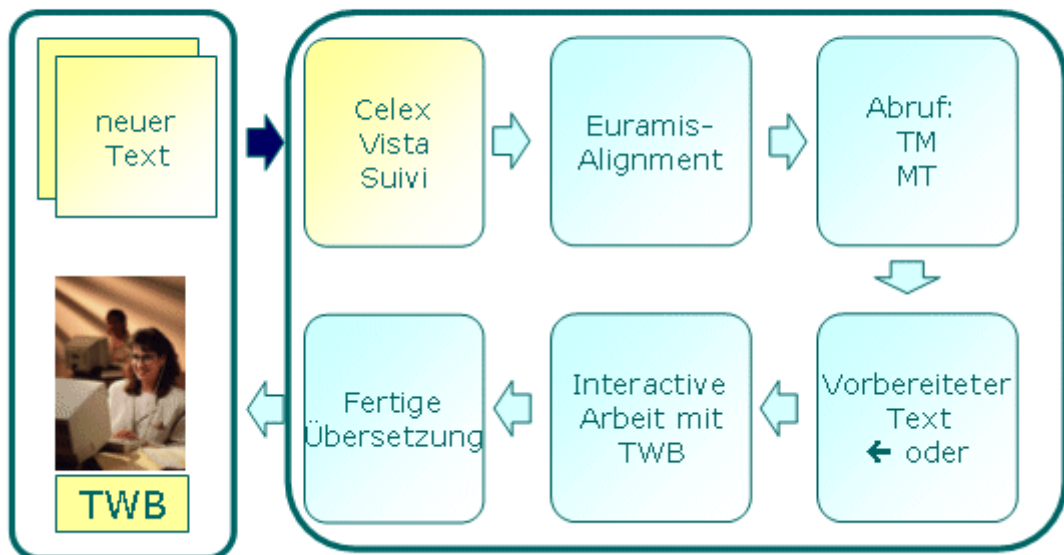 neuer
Text
Celex
Vista
Suivi
Euramis-
Alignment
Abruf:
TM
MT
Vorbereiteter
Text
← oder
Interactive
Arbeit mit
TWB
Fertige
Übersetzung
TWB